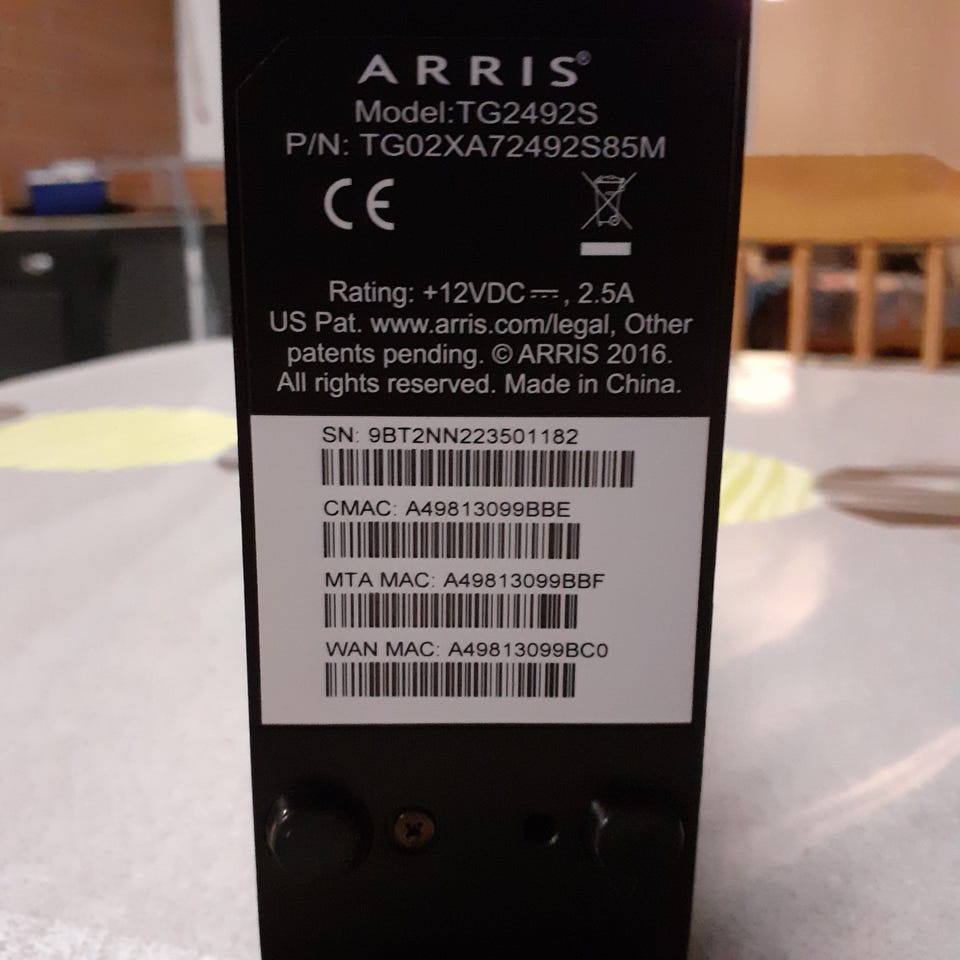 ARRIS®
Model:TG2492S
P/N: TG02XA72492S85M
CE
Rating: +12VDC⎓, 2.5A
US Pat. www.arris.com/legal, Other
patents pending. © ARRIS 2016.
All rights reserved. Made in China.
SN: 9BT2NN223501182
CMAC: A49813099BBE
MTA MAC: A49813099BBF
WAN MAC: A49813099BC0